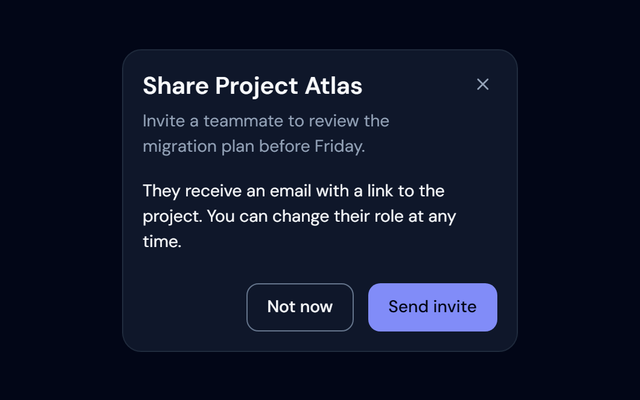 Share Project Atlas
Invite a teammate to review the
migration plan before Friday.
They receive an email with a link to the
project. You can change their role at any
time.
Not now
Send invite